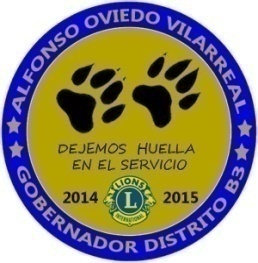 ALFONSO OVIEDO VILARREAL
DEJEMOS HUELLA
EN EL SERVICIO
2014 2015
LIONS
L
INTERNATIONAL
GOBERNADOR DISTRITO B3